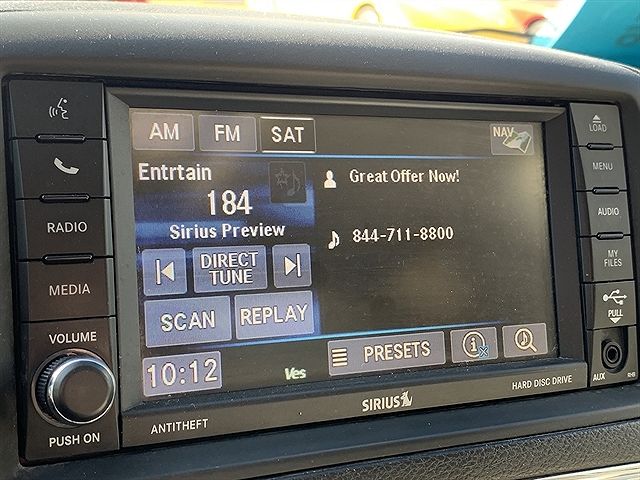 AM FM SAT NAV
Entrtain
184
Sirius Preview
Great Offer Now!
844-711-8800
DIRECT
TUNE
SCAN REPLAY
10:12 Ves PRESETS
RADIO
MEDIA
VOLUME
PUSH ON
ANTITHEFT
SIRIUS
HARD DISC DRIVE
LOAD
MENU
AUDIO
MY
FILES
PULL
AUX